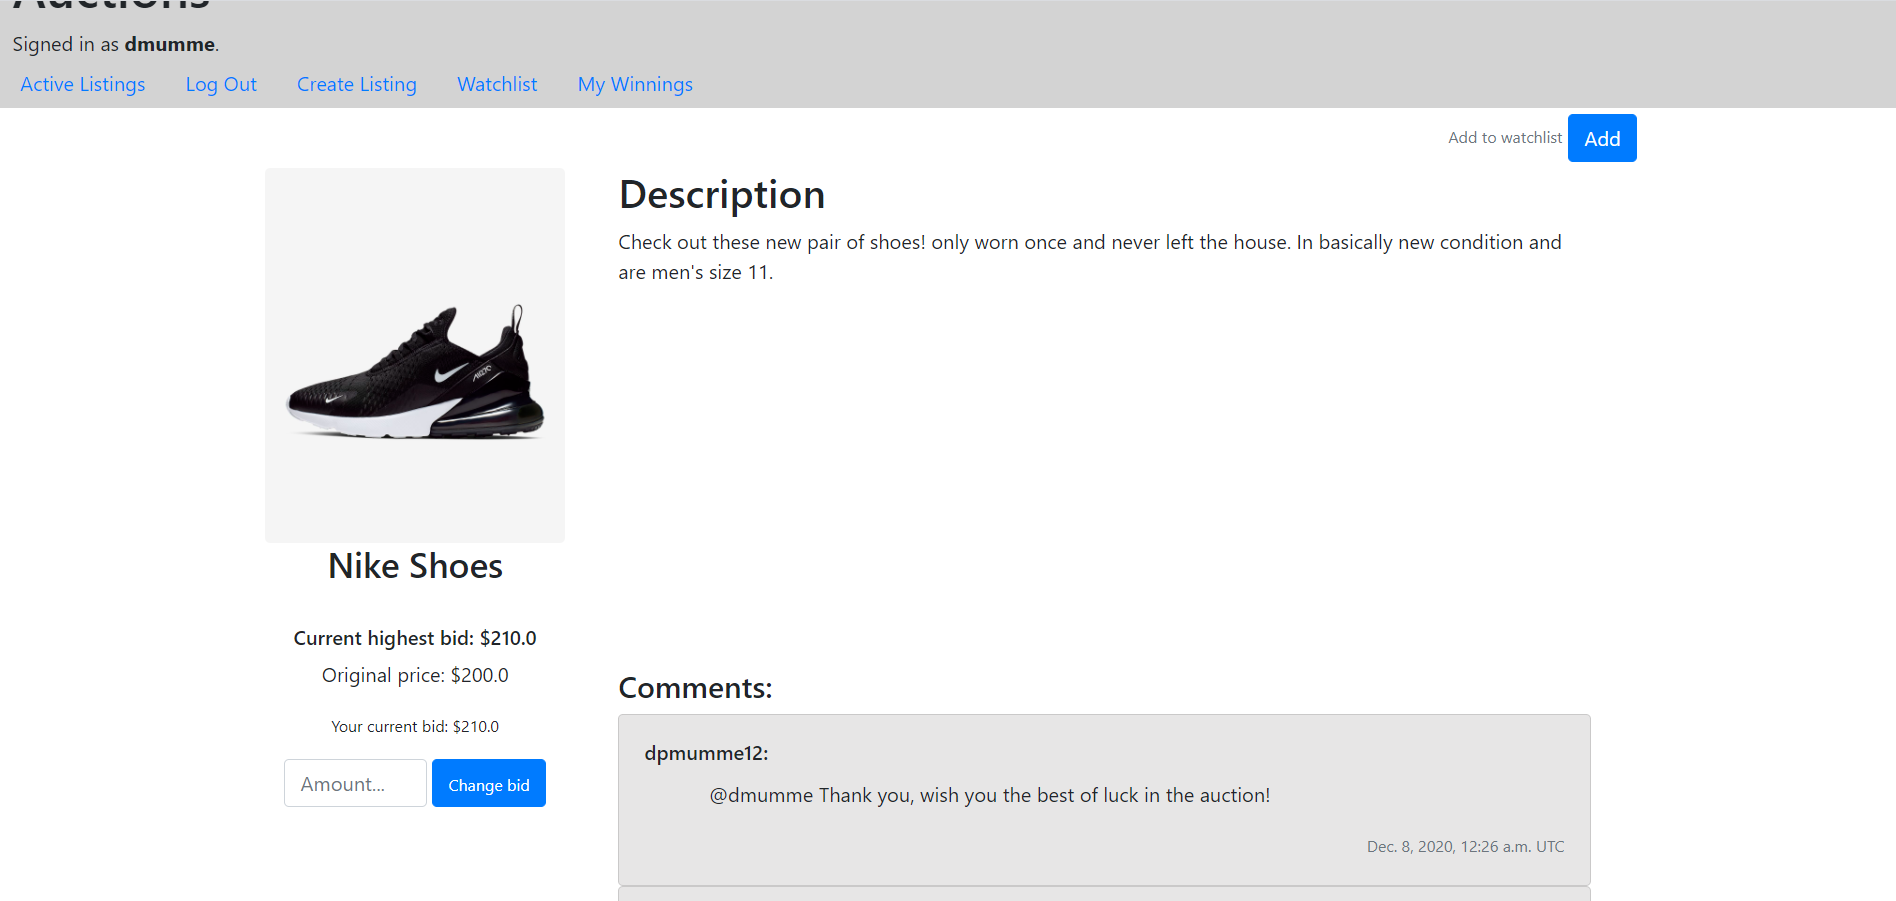 Auctions
Signed in as dmumme.
Active Listings Log Out Create Listing Watchlist My Winnings
Add to watchlist Add
Description
Check out these new pair of shoes! only worn once and never left the house. In basically new condition and
are men's size 11.
Nike Shoes
Current highest bid: $210.0
Original price: $200.0
Your current bid: $210.0
Amount... Change bid
Comments:
dpmumme12:
@dmumme Thank you, wish you the best of luck in the auction!
Dec. 8, 2020, 12:26 a.m. UTC